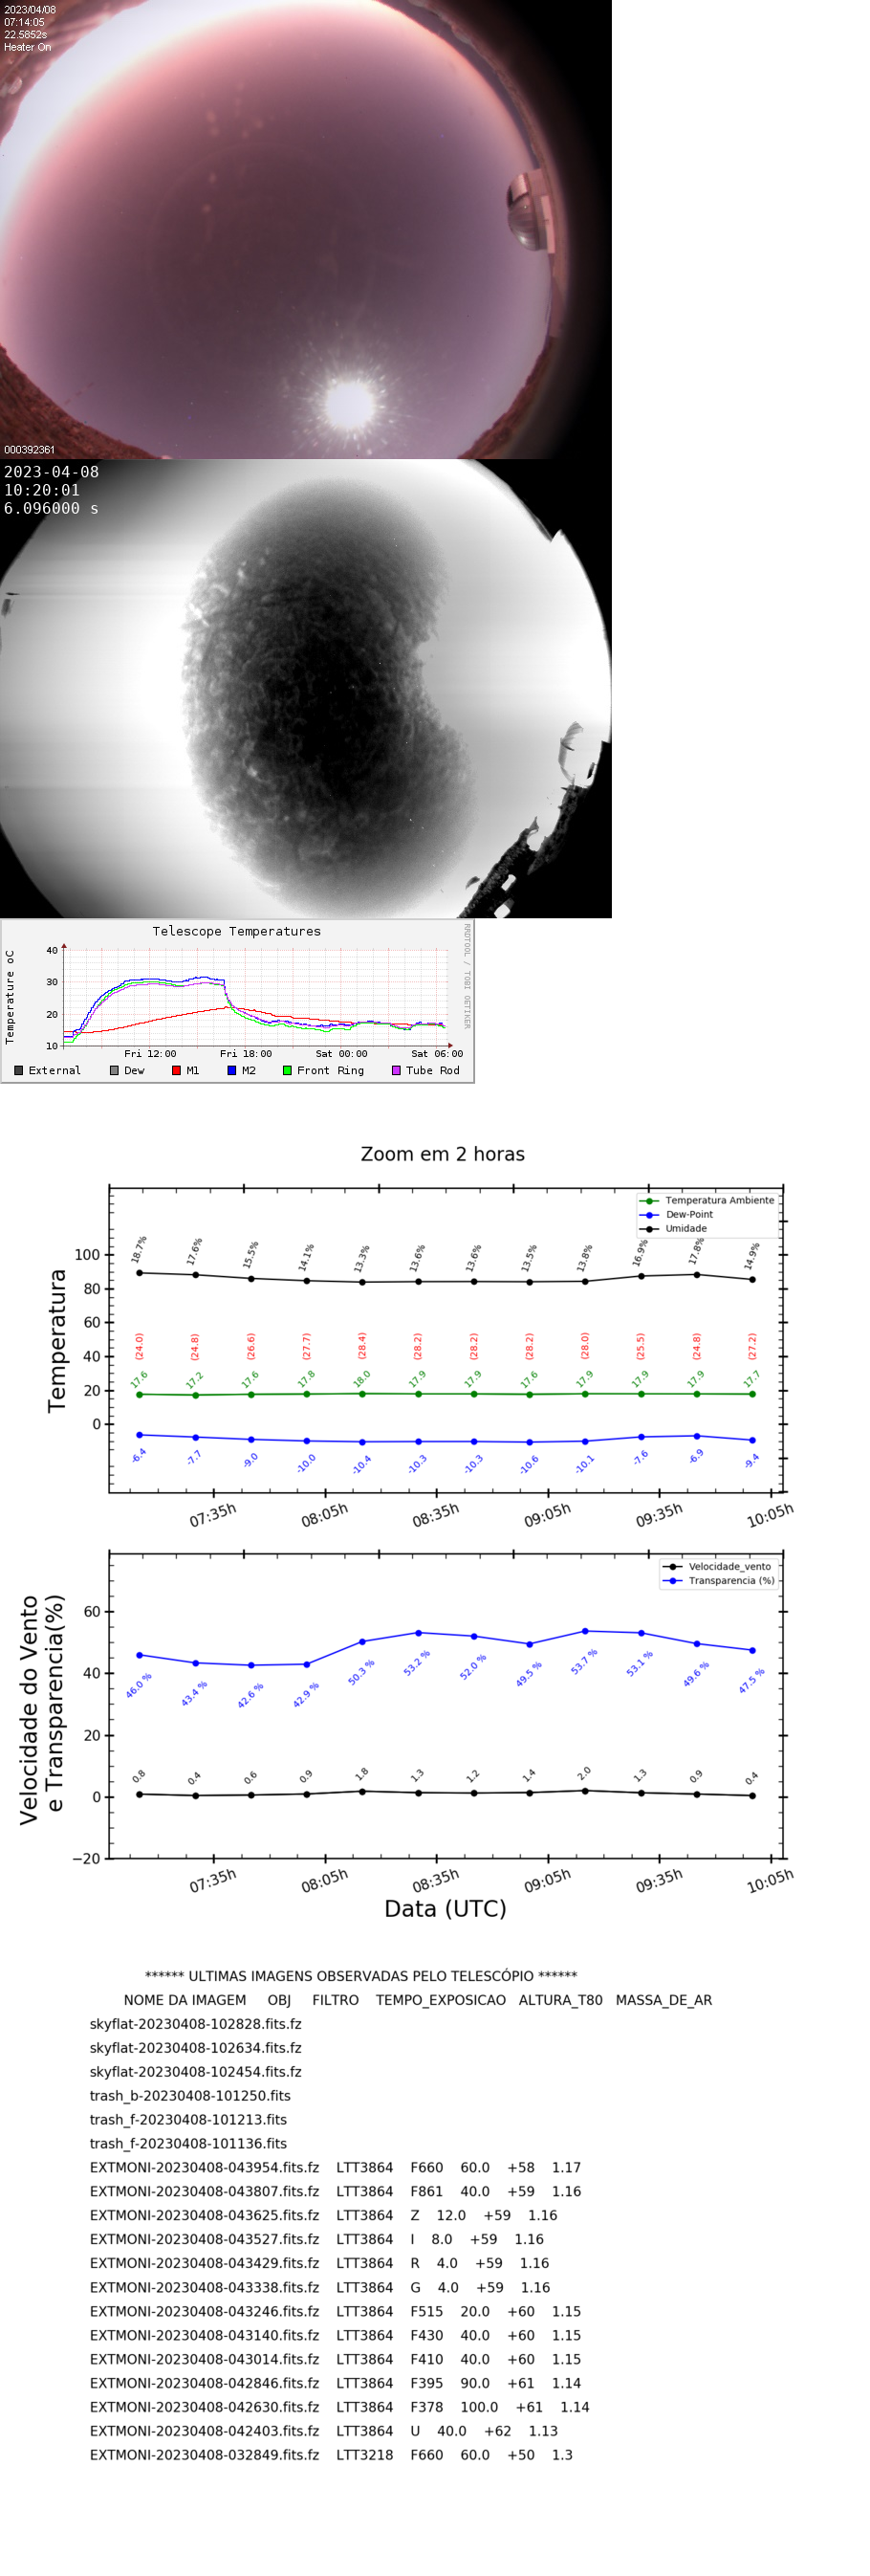 2023/04/08
07:14:05
22.5852s
Heater On
000392361
2023-04-08
10:20:01
6.096000 s
Telescope Temperatures
Temperature oC
40
30
20
10
Fri 12:00 Fri 18:00 Sat 00:00 Sat 06:00
External Dew M1 M2 Front Ring Tube Rod
RRDTOOL / TOBI OETIKER
Zoom em 2 horas
Temperatura
Temperatura Ambiente
Dew-Point
Umidade
100
80
60
40
20
0
18.7% 17.6% 15.5% 14.1% 13.3% 13.6% 13.6% 13.5% 13.8% 16.9% 17.8% 14.9%
(24.0) (24.8) (26.6) (27.7) (28.4) (28.2) (28.2) (28.2) (28.0) (25.5) (24.8) (27.2)
17.6 17.2 17.6 17.8 18.0 17.9 17.9 17.6 17.9 17.9 17.9 17.7
-6.4 -7.7 -9.0 -10.0 -10.4 -10.3 -10.3 -10.6 -10.1 -7.6 -6.9 -9.4
07:35h 08:05h 08:35h 09:05h 09:35h 10:05h
Velocidade do Vento
e Transparencia(%)
Velocidade_vento
Transparencia (%)
60
40
20
0
−20
46.0 % 43.4 % 42.6 % 42.9 % 50.3 % 53.2 % 52.0 % 49.5 % 53.7 % 53.1 % 49.6 % 47.5 %
0.8 0.4 0.6 0.9 1.8 1.3 1.2 1.4 2.0 1.3 0.9 0.4
07:35h 08:05h 08:35h 09:05h 09:35h 10:05h
Data (UTC)
****** ULTIMAS IMAGENS OBSERVADAS PELO TELESCÓPIO ******
NOME DA IMAGEM OBJ FILTRO TEMPO_EXPOSICAO ALTURA_T80 MASSA_DE_AR
skyflat-20230408-102828.fits.fz
skyflat-20230408-102634.fits.fz
skyflat-20230408-102454.fits.fz
trash_b-20230408-101250.fits
trash_f-20230408-101213.fits
trash_f-20230408-101136.fits
EXTMONI-20230408-043954.fits.fz LTT3864 F660 60.0 +58 1.17
EXTMONI-20230408-043807.fits.fz LTT3864 F861 40.0 +59 1.16
EXTMONI-20230408-043625.fits.fz LTT3864 Z 12.0 +59 1.16
EXTMONI-20230408-043527.fits.fz LTT3864 I 8.0 +59 1.16
EXTMONI-20230408-043429.fits.fz LTT3864 R 4.0 +59 1.16
EXTMONI-20230408-043338.fits.fz LTT3864 G 4.0 +59 1.16
EXTMONI-20230408-043246.fits.fz LTT3864 F515 20.0 +60 1.15
EXTMONI-20230408-043140.fits.fz LTT3864 F430 40.0 +60 1.15
EXTMONI-20230408-043014.fits.fz LTT3864 F410 40.0 +60 1.15
EXTMONI-20230408-042846.fits.fz LTT3864 F395 90.0 +61 1.14
EXTMONI-20230408-042630.fits.fz LTT3864 F378 100.0 +61 1.14
EXTMONI-20230408-042403.fits.fz LTT3864 U 40.0 +62 1.13
EXTMONI-20230408-032849.fits.fz LTT3218 F660 60.0 +50 1.3